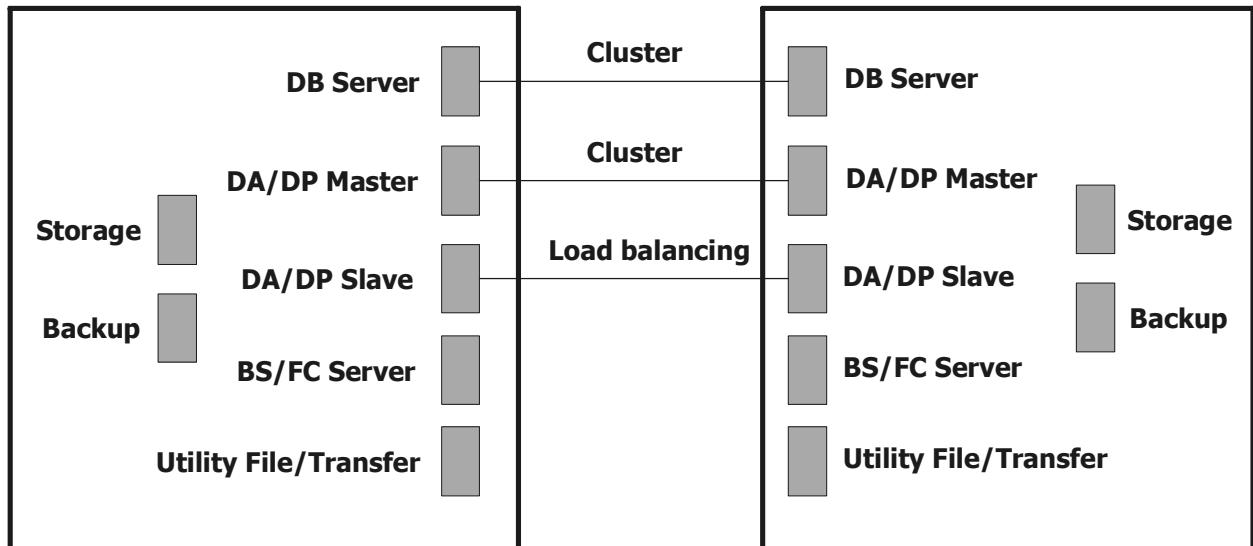 Cluster
DB Server
DB Server
Cluster
DA/DP Master
DA/DP Master
Storage
Storage
Load balancing
DA/DP Slave
DA/DP Slave
Backup
Backup
BS/FC Server
BS/FC Server
Utility File/Transfer
Utility File/Transfer